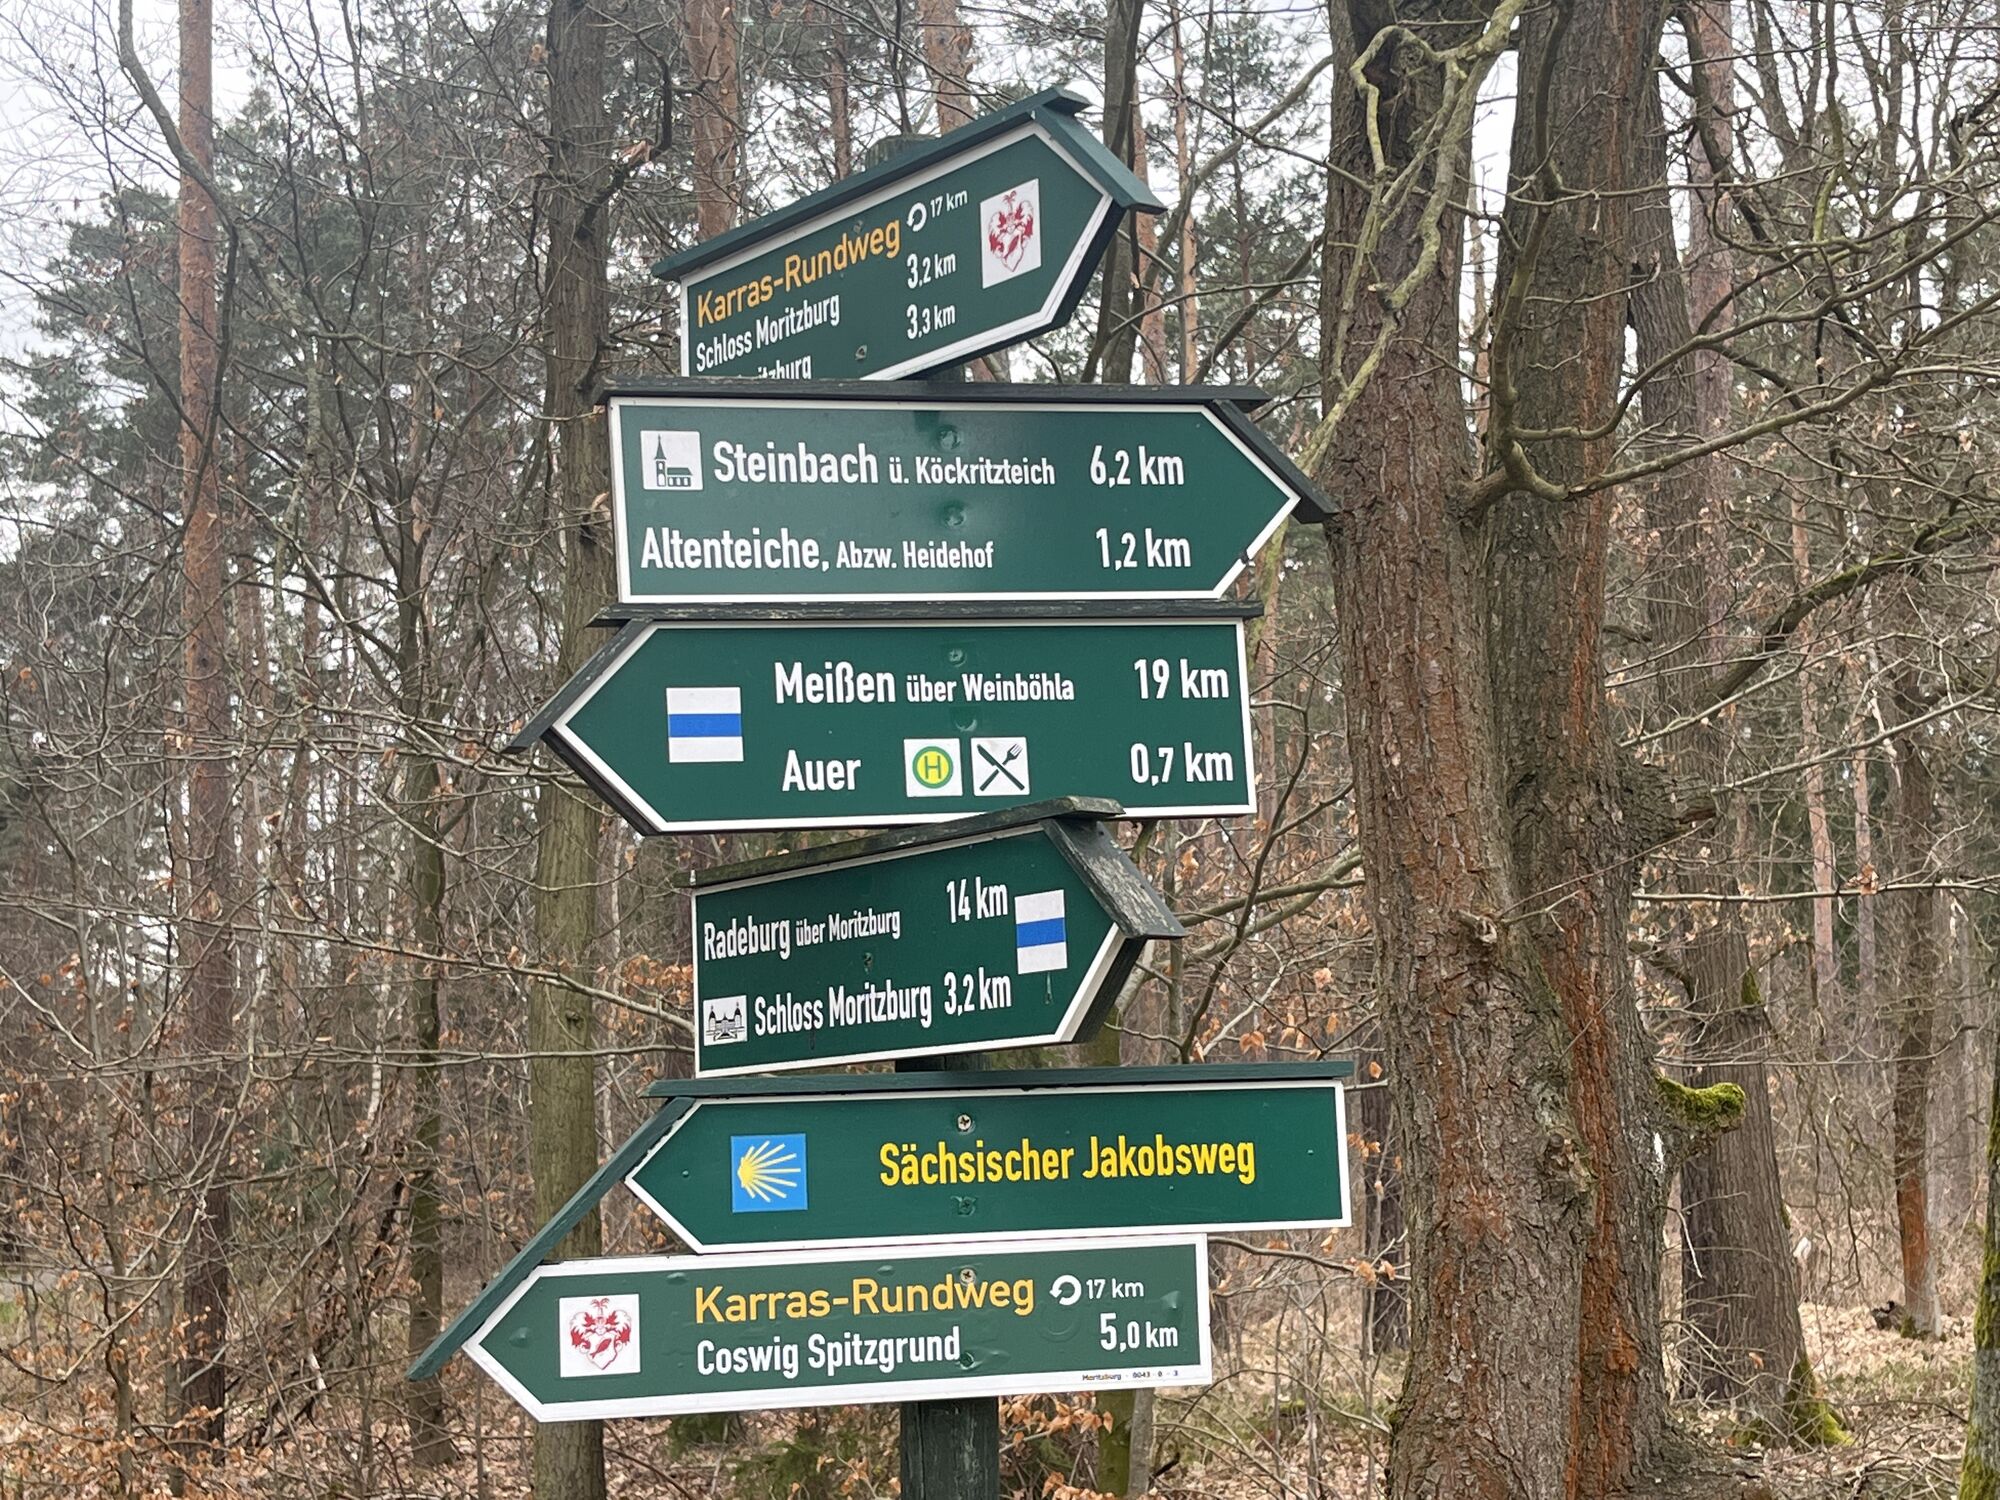 Karras-Rundweg 17 km
Schloss Moritzburg 3,2 km
3,3 km
Steinbach ü. Köckritzteich 6,2 km
Altenteiche, Abzw. Heidehof 1,2 km
Meißen über Weinböhla 19 km
Auer H 0,7 km
Radeburg über Moritzburg 14 km
Schloss Moritzburg 3,2 km
Sächsischer Jakobsweg
Karras-Rundweg 17 km
Coswig Spitzgrund 5,0 km